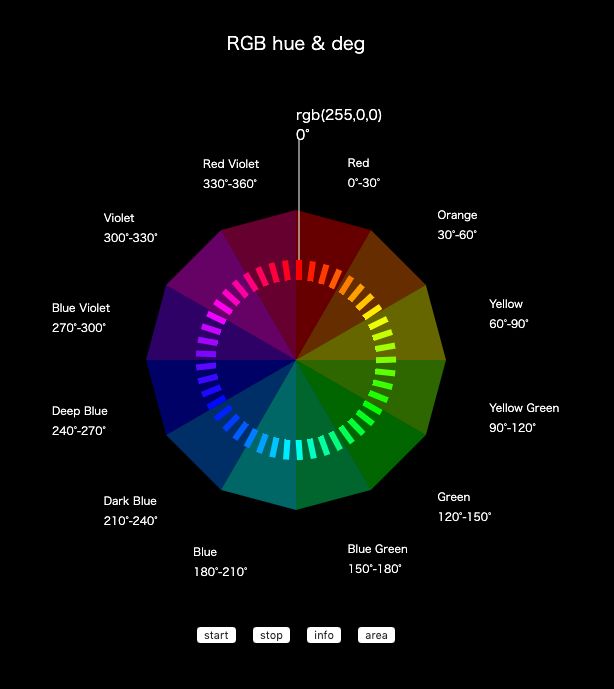 RGB hue & deg
rgb(255,0,0)
0°
Red
0°-30°
Orange
30°-60°
Yellow
60°-90°
Yellow Green
90°-120°
Green
120°-150°
Blue Green
150°-180°
Blue
180°-210°
Dark Blue
210°-240°
Deep Blue
240°-270°
Blue Violet
270°-300°
Violet
300°-330°
Red Violet
330°-360°
start
stop
info
area